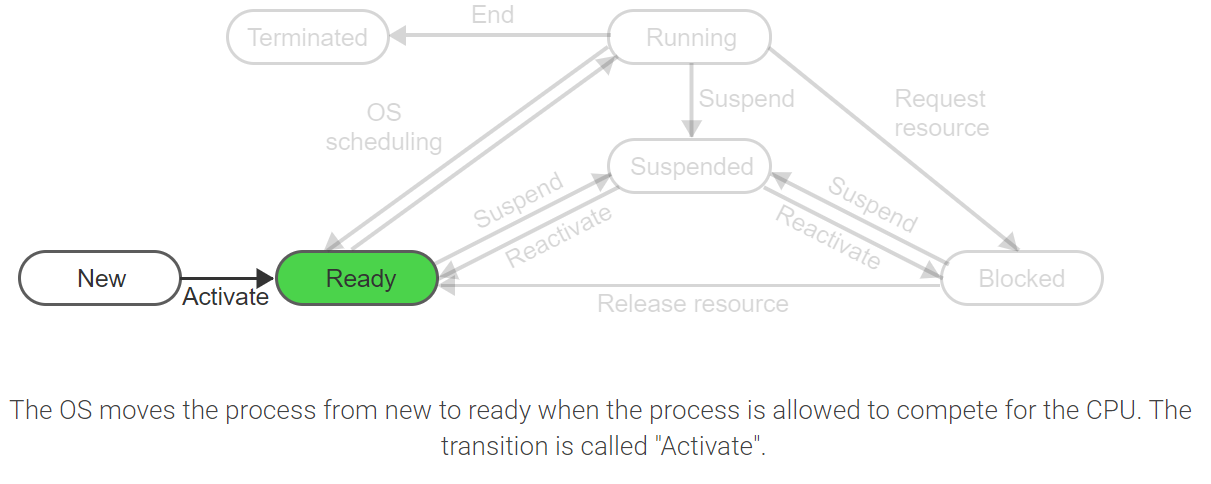 End
Terminated
Running
OS
scheduling
Suspend
Request
resource
Suspended
Suspend
Reactivate
Suspend
Reactivate
New
Activate
Ready
Blocked
Release resource
The OS moves the process from new to ready when the process is allowed to compete for the CPU. The
transition is called "Activate".